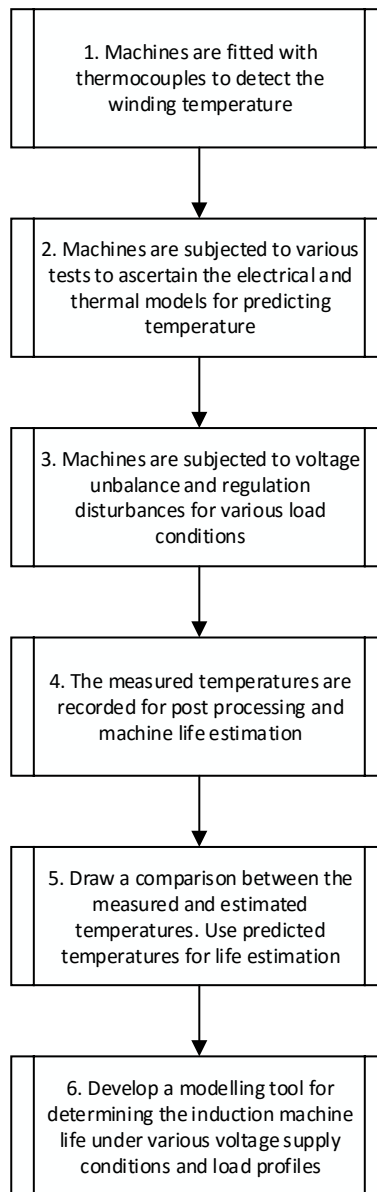 1. Machines are fitted with
thermocouples to detect the
winding temperature
2. Machines are subjected to various
tests to ascertain the electrical and
thermal models for predicting
temperature
3. Machines are subjected to voltage
unbalance and regulation
disturbances for various load
conditions
4. The measured temperatures are
recorded for post processing and
machine life estimation
5. Draw a comparison between the
measured and estimated
temperatures. Use predicted
temperatures for life estimation
6. Develop a modelling tool for
determining the induction machine
life under various voltage supply
conditions and load profiles